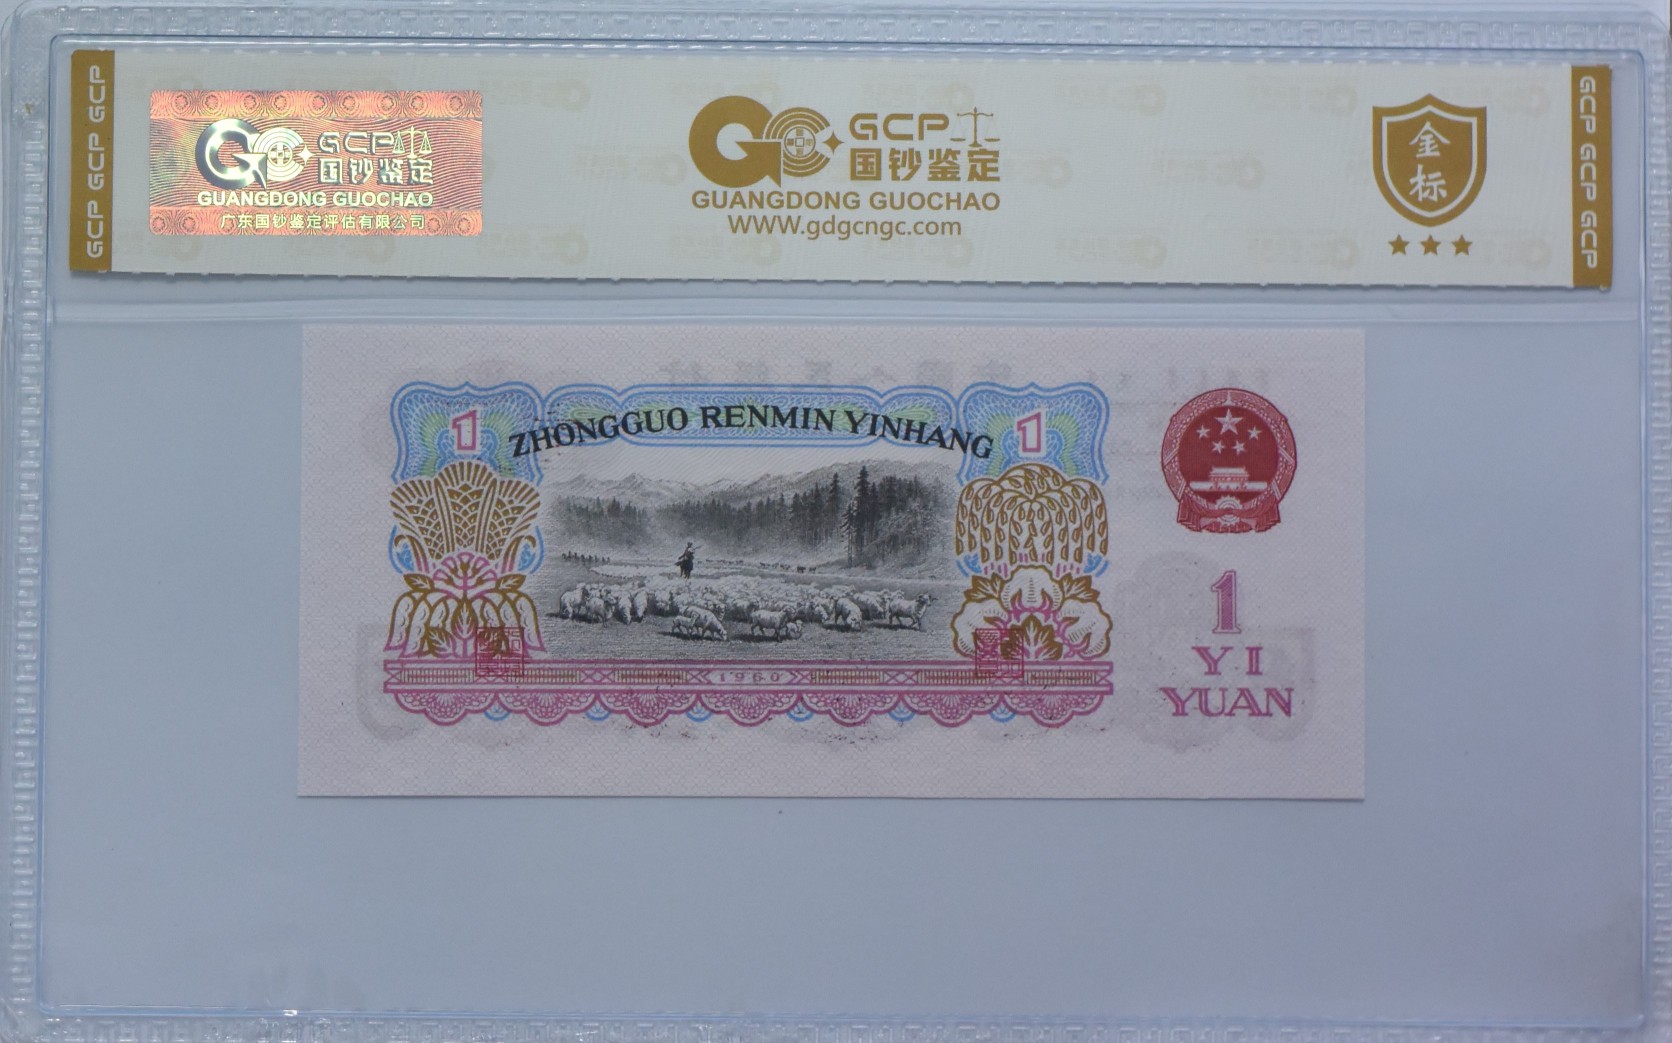 GCP GCP GCP
GCP
国钞鉴定
GUANGDONG GUOCHAO
广东国钞鉴定评估有限公司
GCP
国钞鉴定
GUANGDONG GUOCHAO
WWW.gdgcngc.com
金
标
GCP GCP GCP
1
ZHONGGUO RENMIN YINHANG
1
1960
1
YI
YUAN